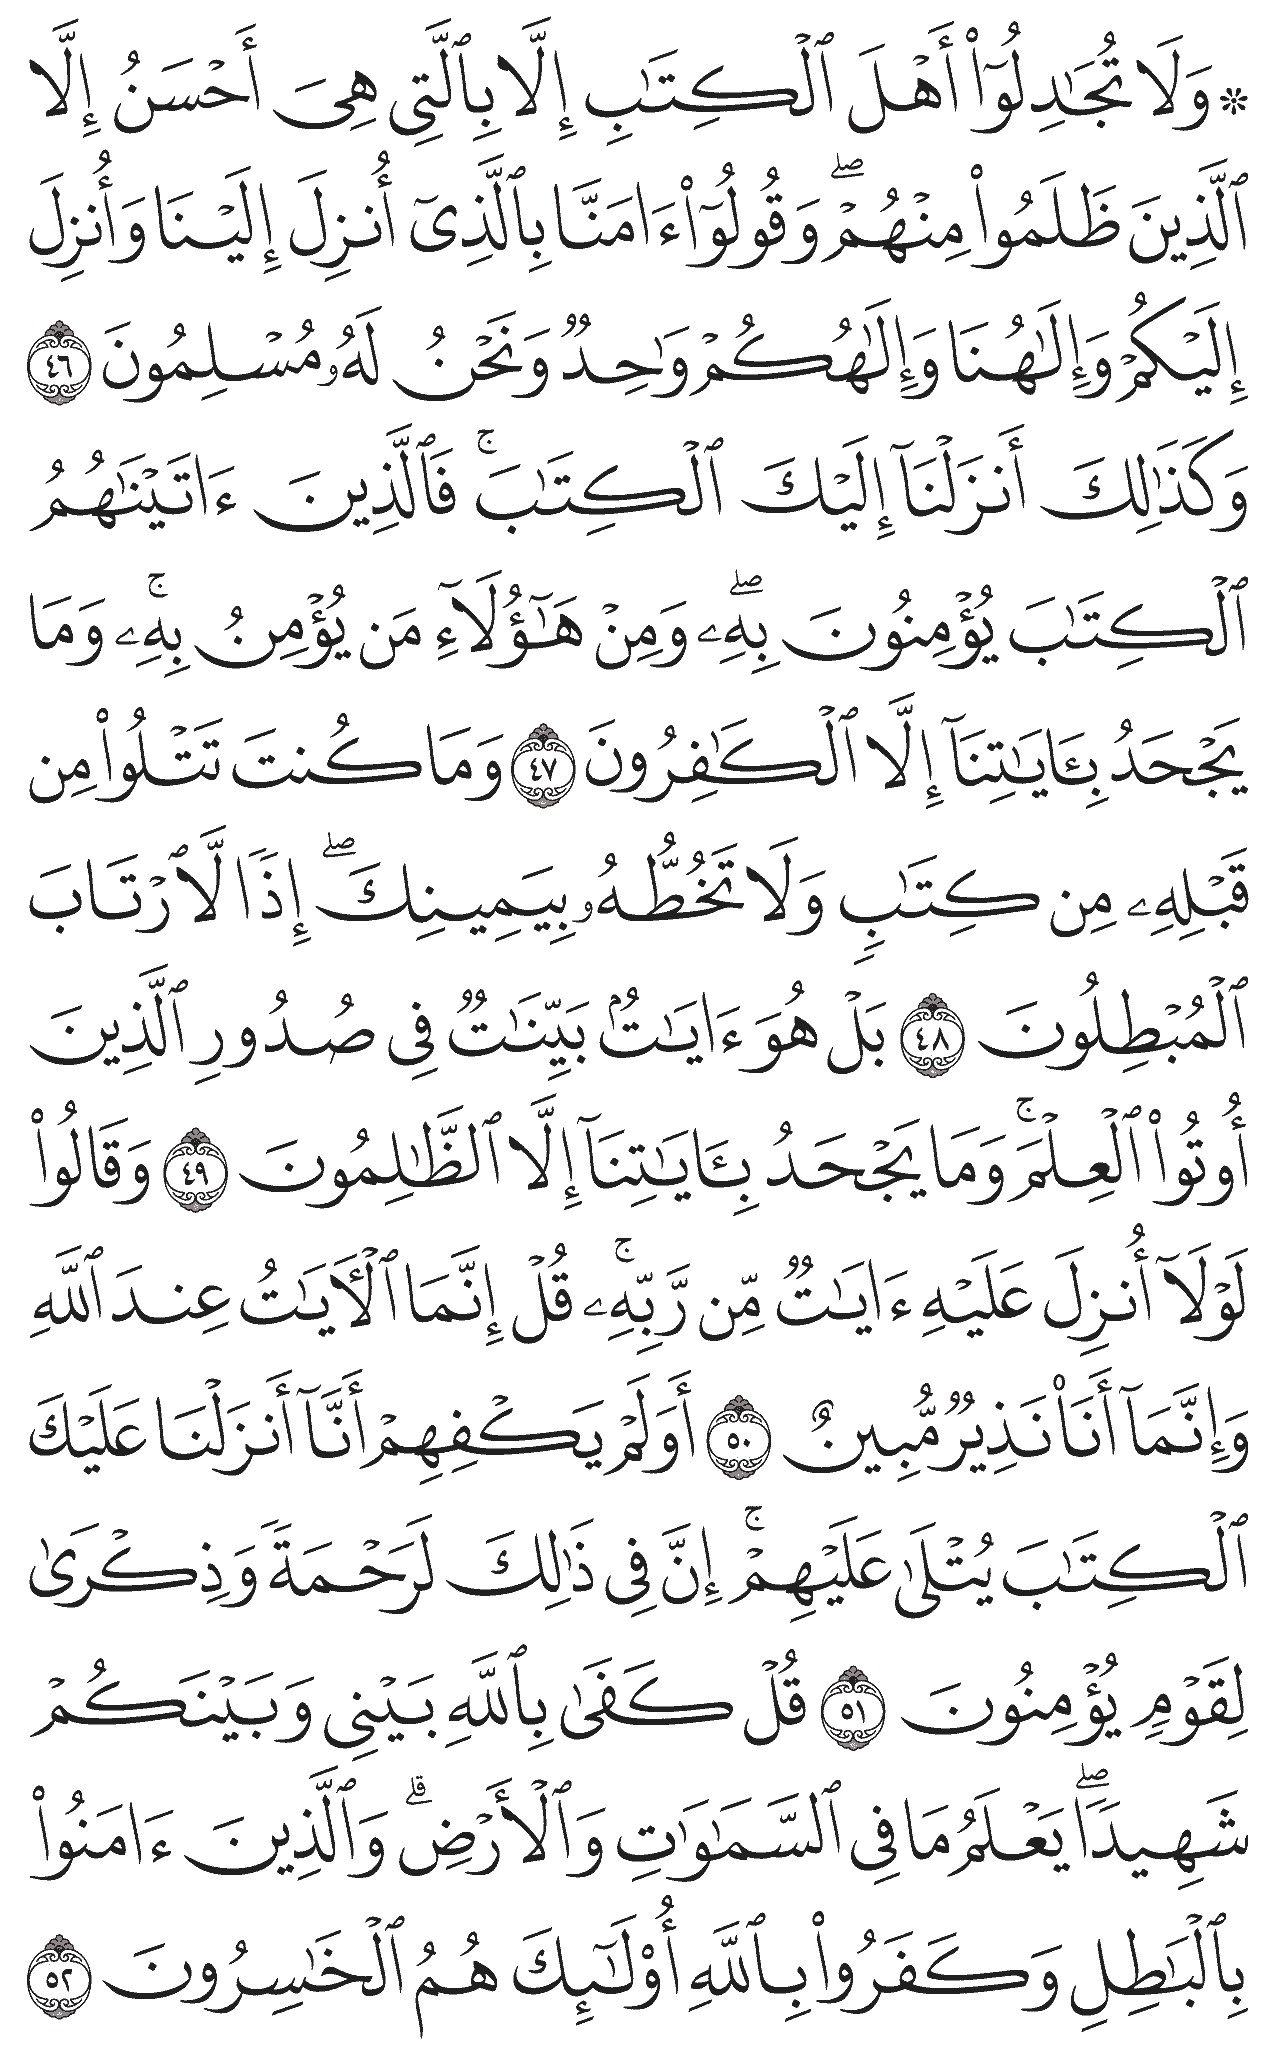 ۞ وَلَا تُجَٰدِلُوٓا۟ أَهْلَ ٱلْكِتَٰبِ إِلَّا بِٱلَّتِى هِىَ أَحْسَنُ إِلَّا
ٱلَّذِينَ ظَلَمُوا۟ مِنْهُمْ ۖ وَقُولُوٓا۟ ءَامَنَّا بِٱلَّذِىٓ أُنزِلَ إِلَيْنَا وَأُنزِلَ
إِلَيْكُمْ وَإِلَٰهُنَا وَإِلَٰهُكُمْ وَٰحِدٌ وَنَحْنُ لَهُۥ مُسْلِمُونَ ٤٦
وَكَذَٰلِكَ أَنزَلْنَآ إِلَيْكَ ٱلْكِتَٰبَ ۚ فَٱلَّذِينَ ءَاتَيْنَٰهُمُ
ٱلْكِتَٰبَ يُؤْمِنُونَ بِهِۦ ۖ وَمِنْ هَٰٓؤُلَآءِ مَن يُؤْمِنُ بِهِۦ ۚ وَمَا
يَجْحَدُ بِـَٔايَٰتِنَآ إِلَّا ٱلْكَٰفِرُونَ ٤٧ وَمَا كُنتَ تَتْلُوا۟ مِن
قَبْلِهِۦ مِن كِتَٰبٍ وَلَا تَخُطُّهُۥ بِيَمِينِكَ ۖ إِذًا لَّٱرْتَابَ
ٱلْمُبْطِلُونَ ٤٨ بَلْ هُوَ ءَايَٰتٌۢ بَيِّنَٰتٌ فِى صُدُورِ ٱلَّذِينَ
أُوتُوا۟ ٱلْعِلْمَ ۚ وَمَا يَجْحَدُ بِـَٔايَٰتِنَآ إِلَّا ٱلظَّٰلِمُونَ ٤٩ وَقَالُوا۟
لَوْلَآ أُنزِلَ عَلَيْهِ ءَايَٰتٌ مِّن رَّبِّهِۦ ۚ قُلْ إِنَّمَا ٱلْـَٔايَٰتُ عِندَ ٱللَّهِ
وَإِنَّمَآ أَنَا۠ نَذِيرٌ مُّبِينٌ ٥٠ أَوَلَمْ يَكْفِهِمْ أَنَّآ أَنزَلْنَا عَلَيْكَ
ٱلْكِتَٰبَ يُتْلَىٰ عَلَيْهِمْ ۚ إِنَّ فِى ذَٰلِكَ لَرَحْمَةً وَذِكْرَىٰ
لِقَوْمٍ يُؤْمِنُونَ ٥١ قُلْ كَفَىٰ بِٱللَّهِ بَيْنِى وَبَيْنَكُمْ
شَهِيدًا ۖ يَعْلَمُ مَا فِى ٱلسَّمَٰوَٰتِ وَٱلْأَرْضِ ۗ وَٱلَّذِينَ ءَامَنُوا۟
بِٱلْبَٰطِلِ وَكَفَرُوا۟ بِٱللَّهِ أُو۟لَٰٓئِكَ هُمُ ٱلْخَٰسِرُونَ ٥٢